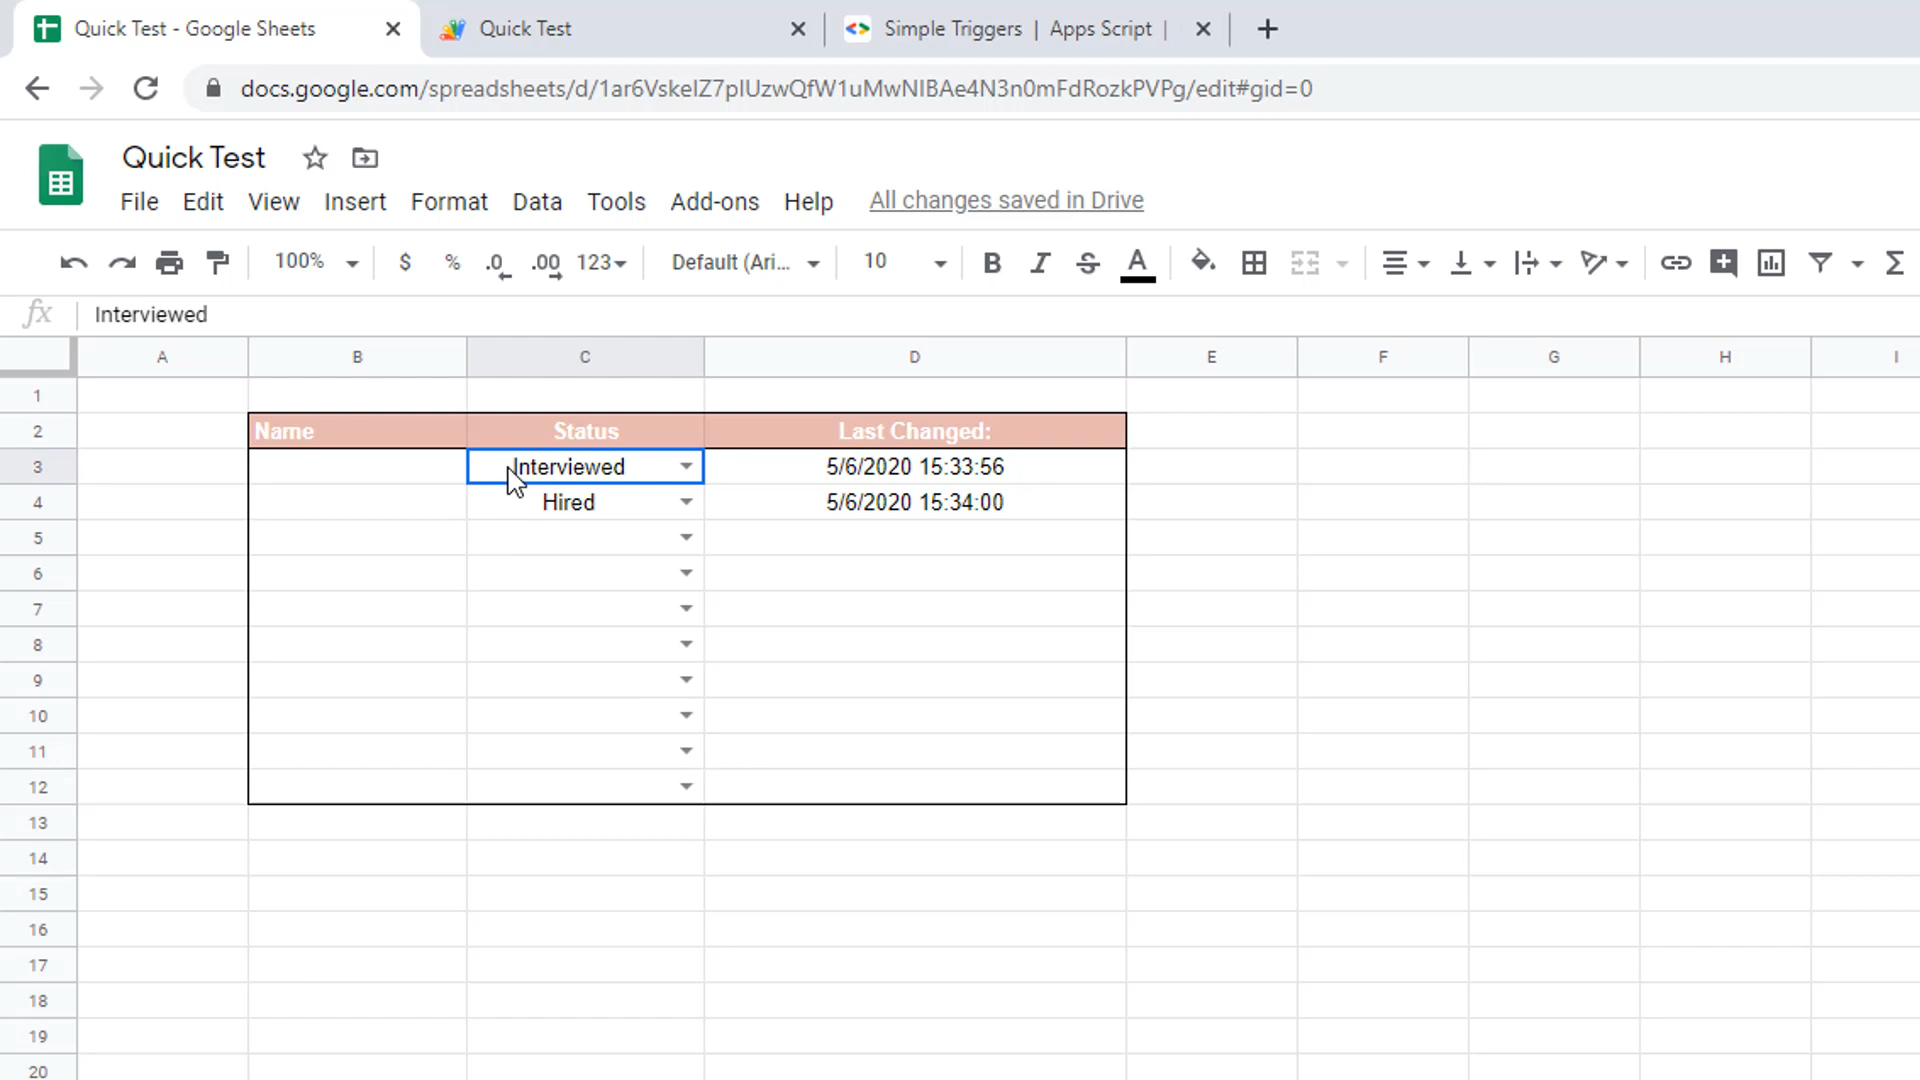 Quick Test - Google Sheets
Quick Test
Simple Triggers | Apps Script |
docs.google.com/spreadsheets/d/1ar6VskeIZ7pIUzwQfW1uMwNIBAe4N3n0mFdRozkPVPg/edit#gid=0
Quick Test
File Edit View Insert Format Data Tools Add-ons Help All changes saved in Drive
100% $ % .0 .00 123 Default (Ari... 10 B I S A Σ
fx Interviewed
A B C D E F G H I
1
2 Name Status Last Changed:
3 Interviewed 5/6/2020 15:33:56
4 Hired 5/6/2020 15:34:00
5
6
7
8
9
10
11
12
13
14
15
16
17
18
19
20